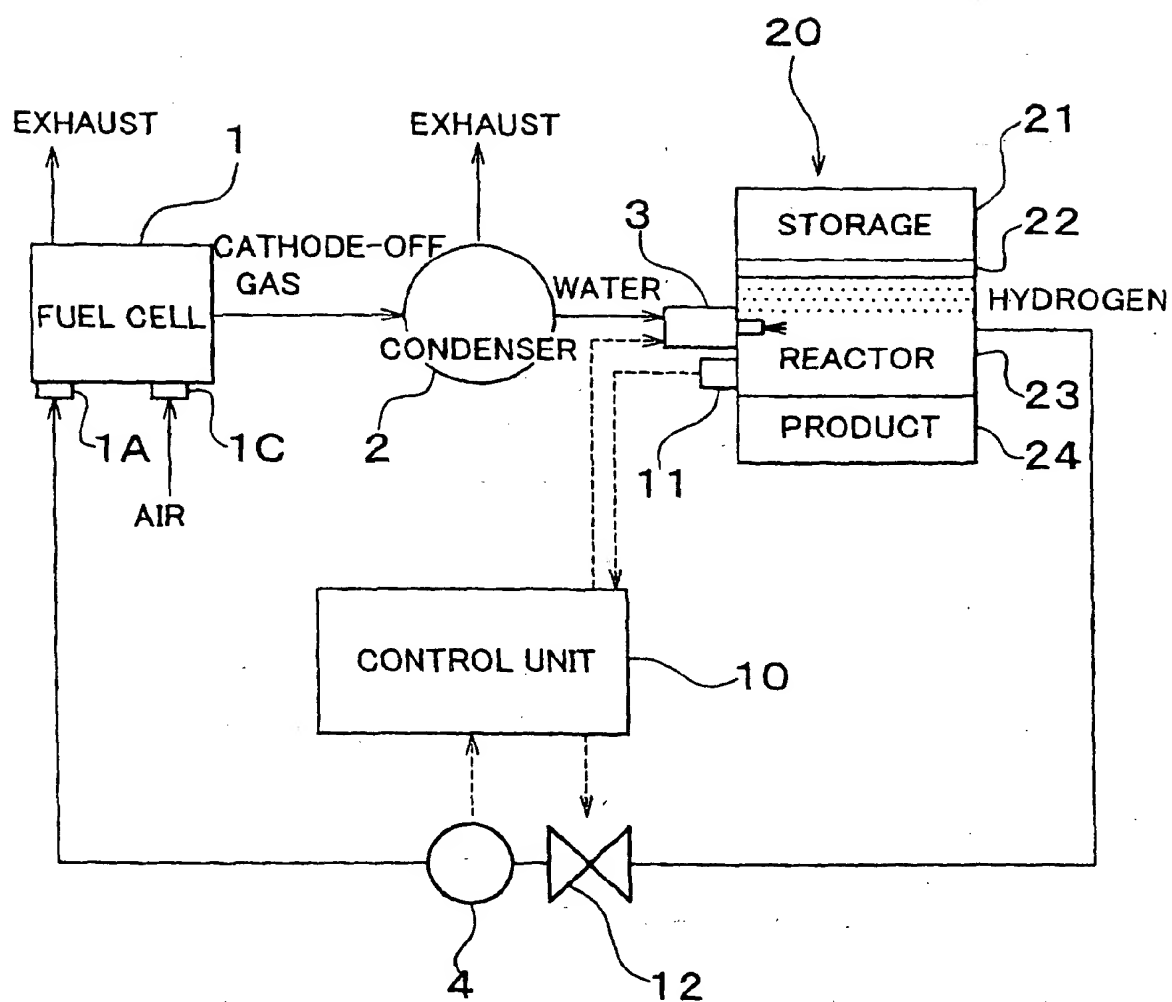 20
EXHAUST
1
EXHAUST
21
3
STORAGE
22
CATHODE-OFF
GAS
WATER
HYDROGEN
FUEL CELL
CONDENSER
REACTOR
23
1A
1C
2
PRODUCT
24
11
AIR
CONTROL UNIT
10
4
12